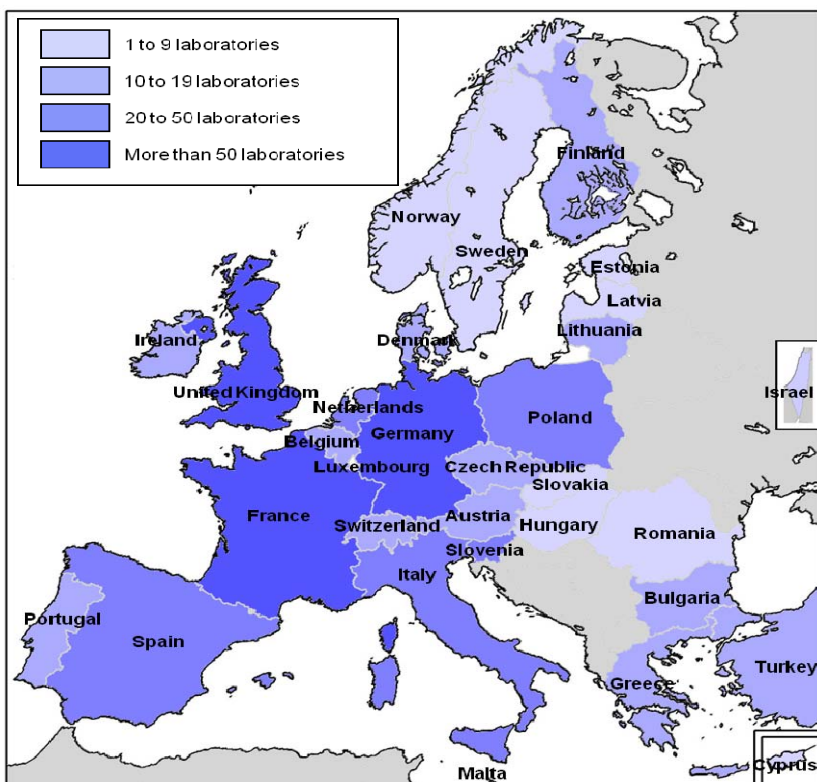 1 to 9 laboratories
10 to 19 laboratories
20 to 50 laboratories
More than 50 laboratories
Finland
Norway
Sweden
Estonia
Latvia
Lithuania
Ireland
Denmark
United Kingdom
Israel
Netherlands
Poland
Germany
Belgium
Luxembourg
Czech Republic
Slovakia
France
Switzerland
Austria
Hungary
Romania
Slovenia
Italy
Bulgaria
Portugal
Spain
Turkey
Greece
Malta
Cyprus